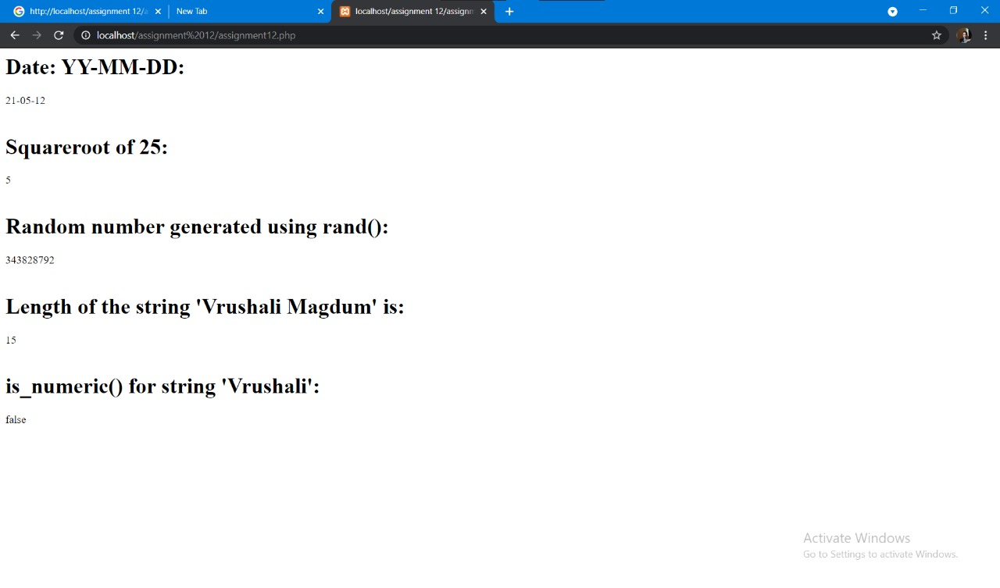 http://localhost/assignment 12/a
New Tab
localhost/assignment 12/assignm
localhost/assignment%2012/assignment12.php
Date: YY-MM-DD:
21-05-12
Squareroot of 25:
5
Random number generated using rand():
343828792
Length of the string 'Vrushali Magdum' is:
15
is_numeric() for string 'Vrushali':
false
Activate Windows
Go to Settings to activate Windows.